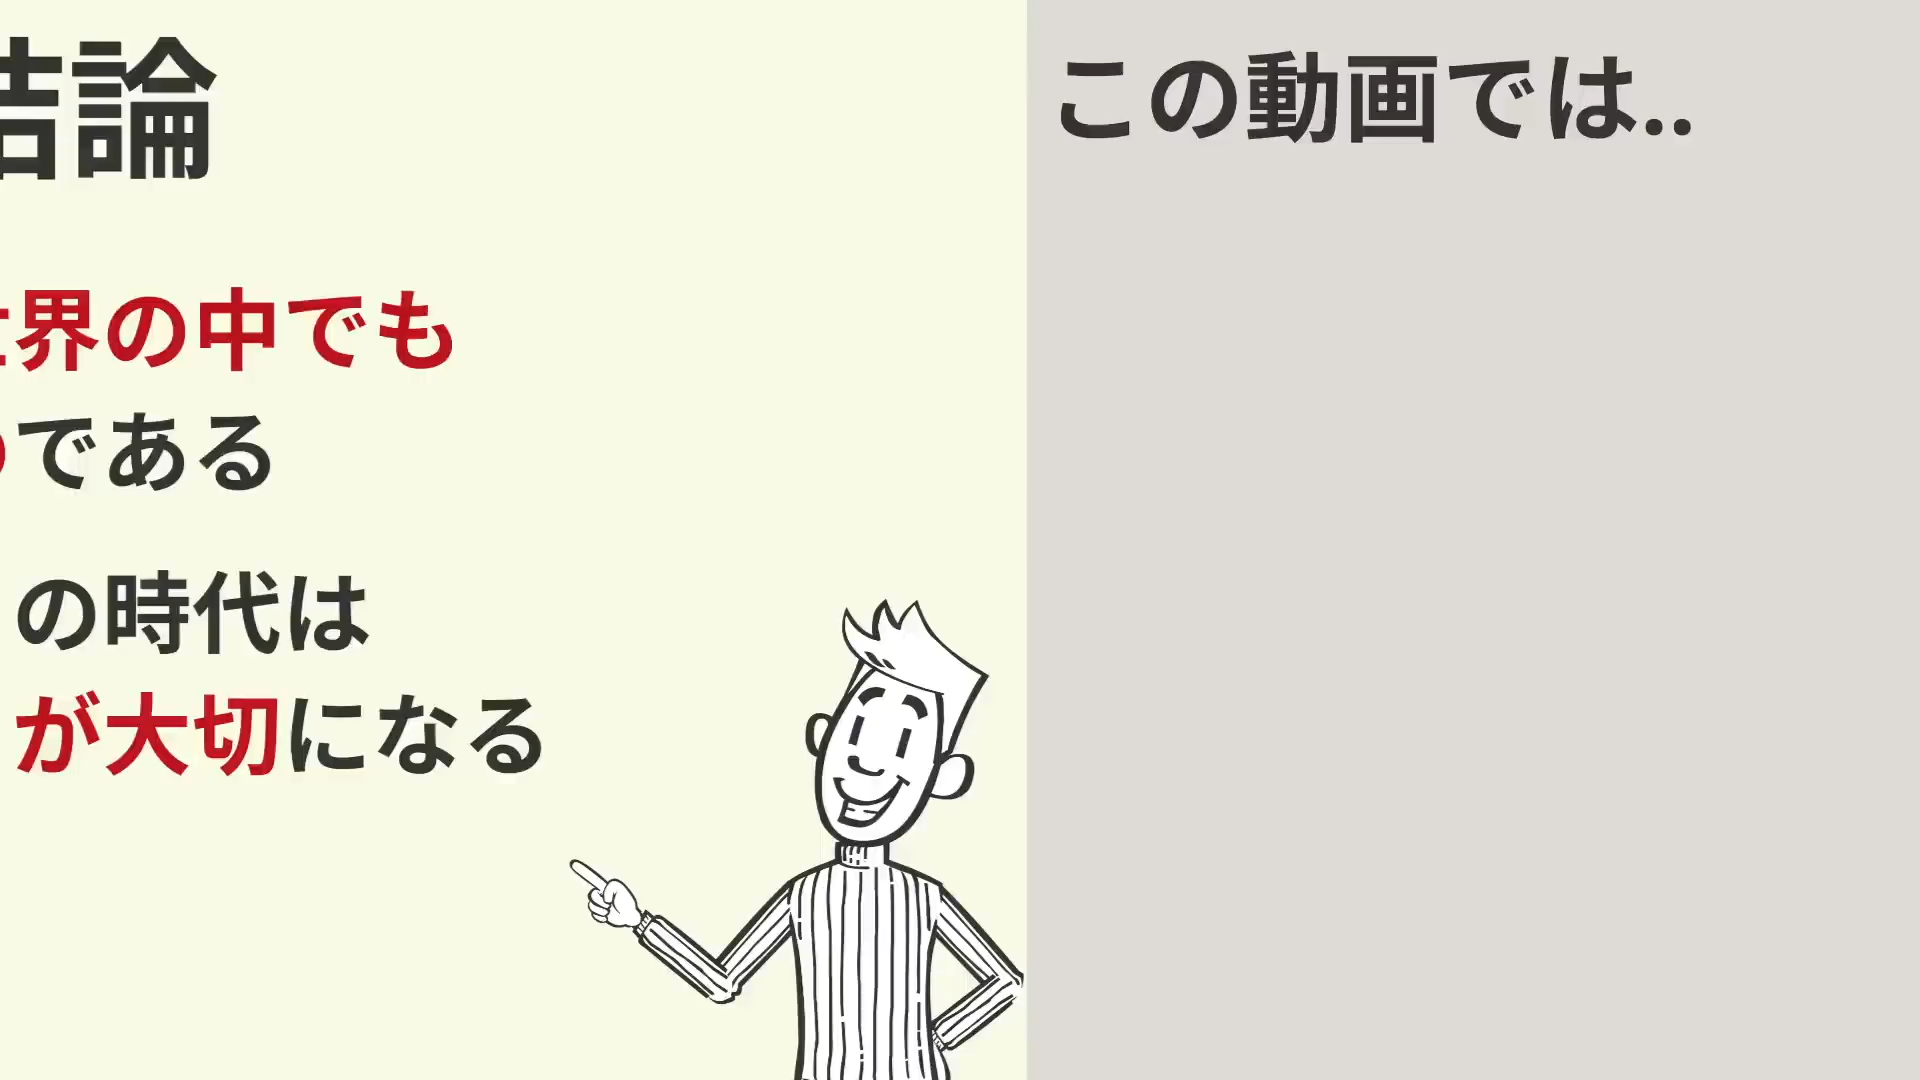 結論
世界の中でも
である
の時代は
が大切になる
この動画では..